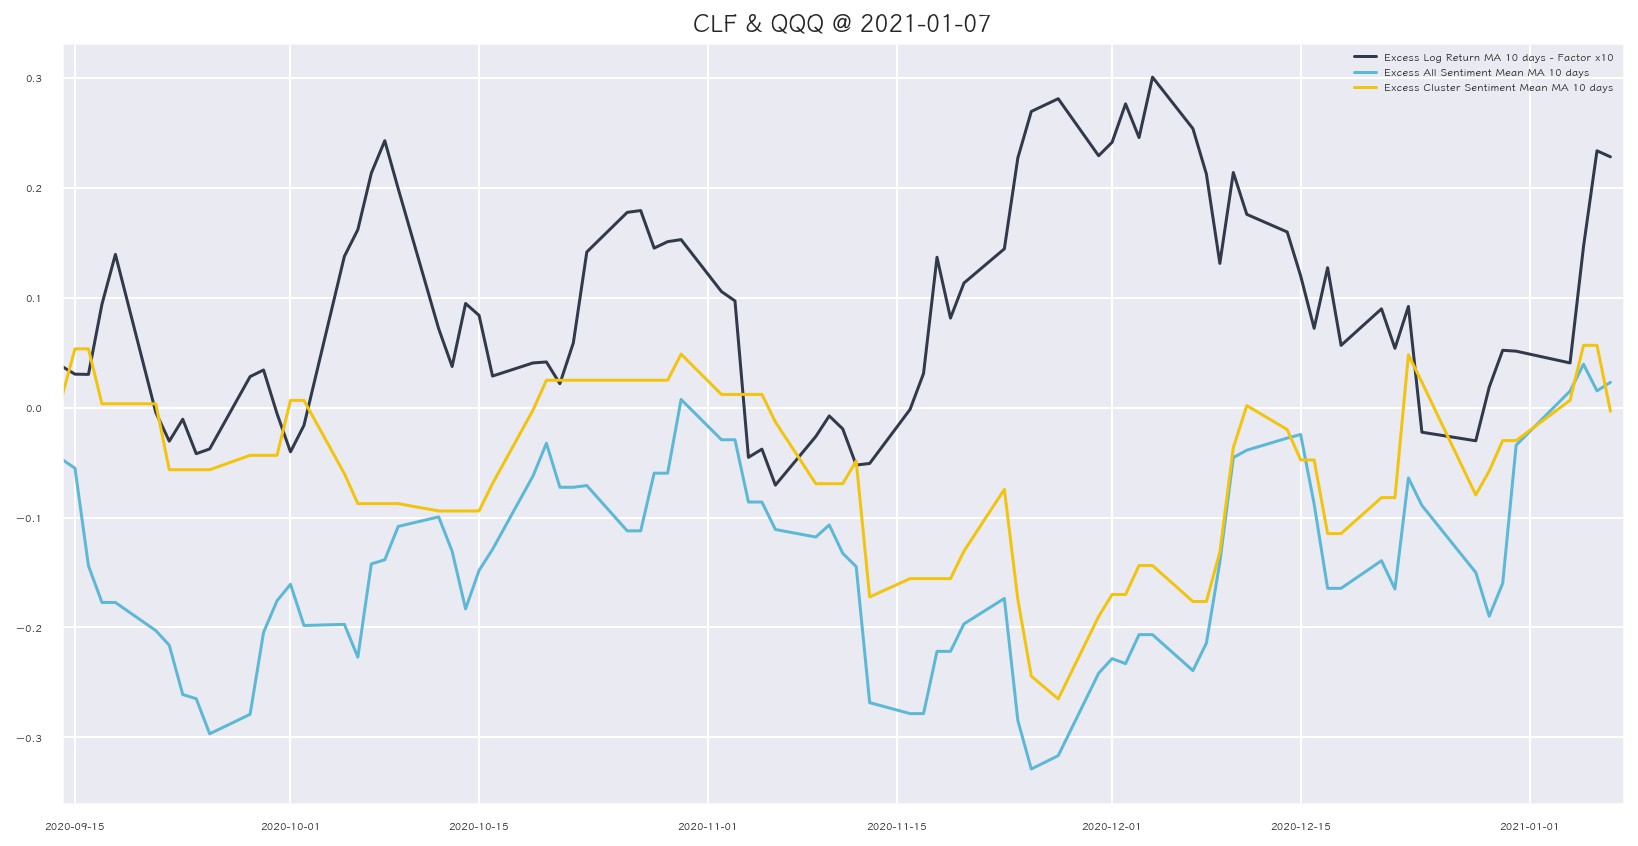 CLF & QQQ @ 2021-01-07
Excess Log Return MA 10 days - Factor x10
Excess All Sentiment Mean MA 10 days
Excess Cluster Sentiment Mean MA 10 days
0.3
0.2
0.1
0.0
−0.1
−0.2
−0.3
2020-09-15 2020-10-01 2020-10-15 2020-11-01 2020-11-15 2020-12-01 2020-12-15 2021-01-01